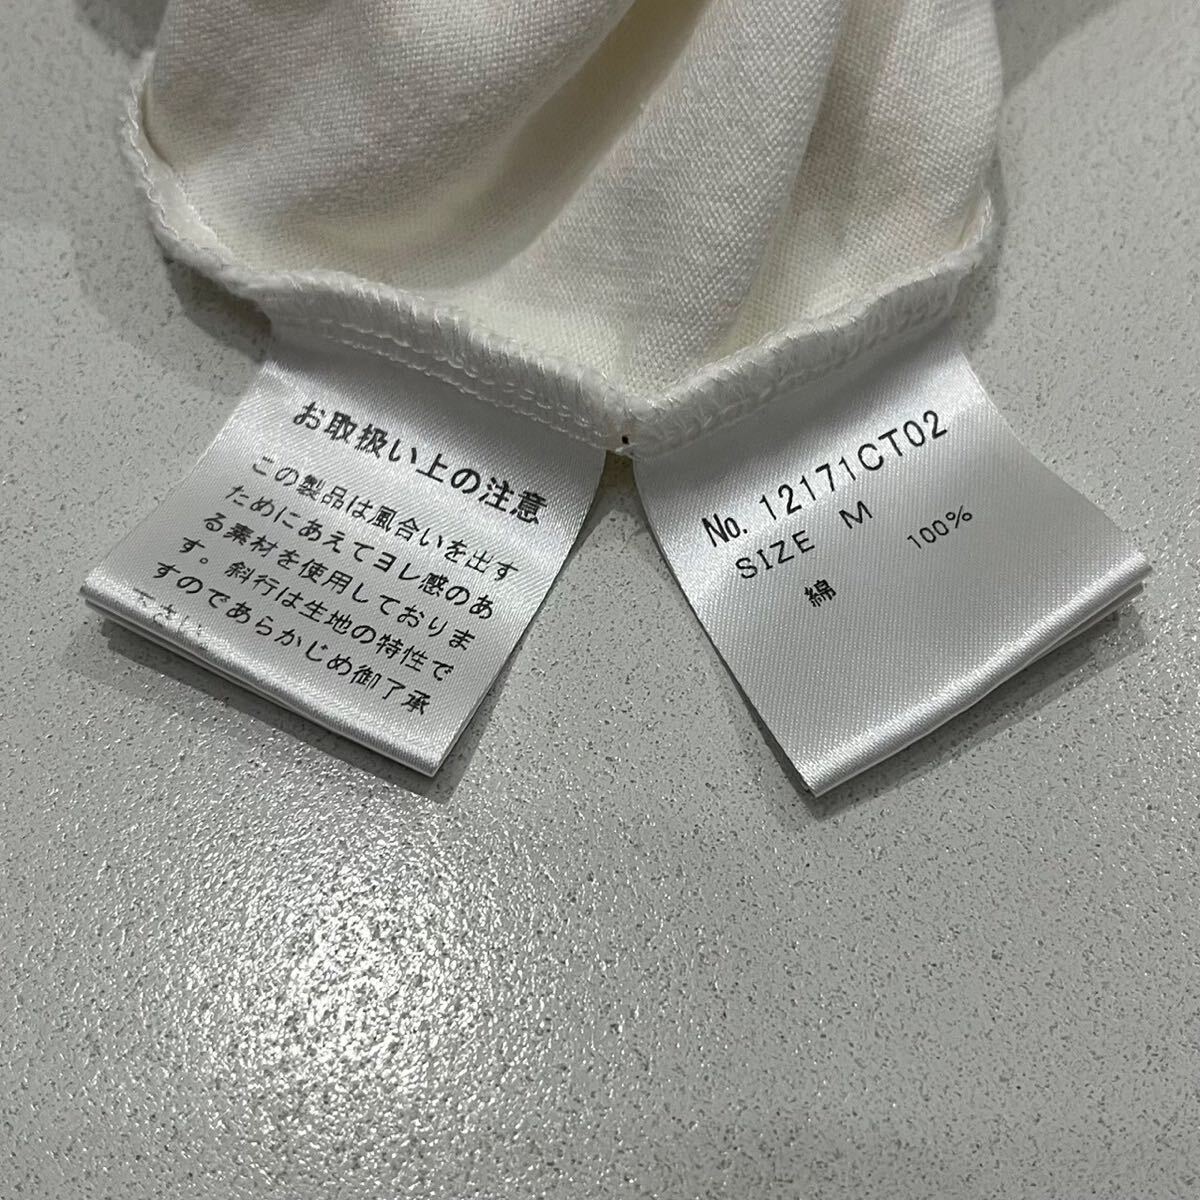 お取扱い上の注意
この製品は風合いを出す
ためにあえてヨレ感のあ
る素材を使用しておりま
す。斜行は生地の特性で
すのであらかじめ御了承
下さい
No. 12171CT02
SIZE M
綿 100%